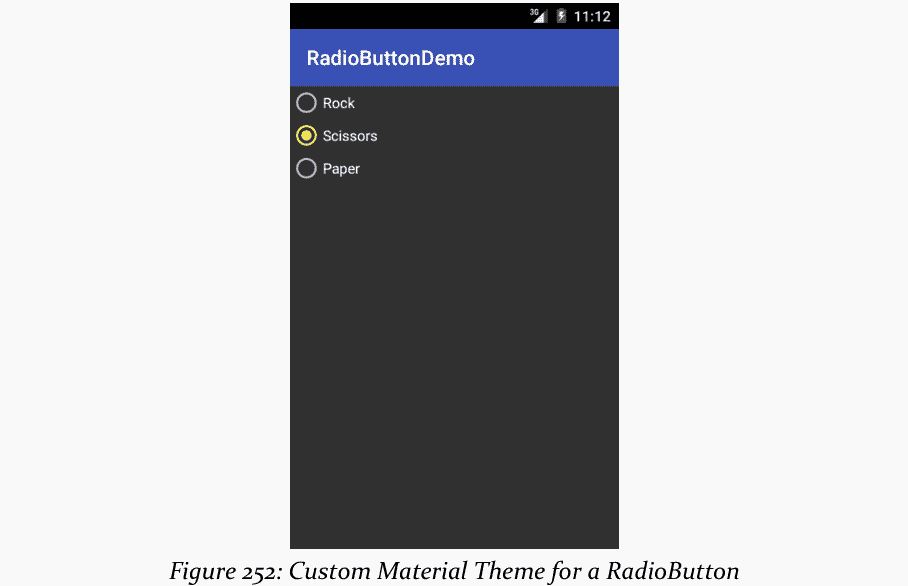 3G 11:12
RadioButtonDemo
Rock
Scissors
Paper
Figure 252: Custom Material Theme for a RadioButton